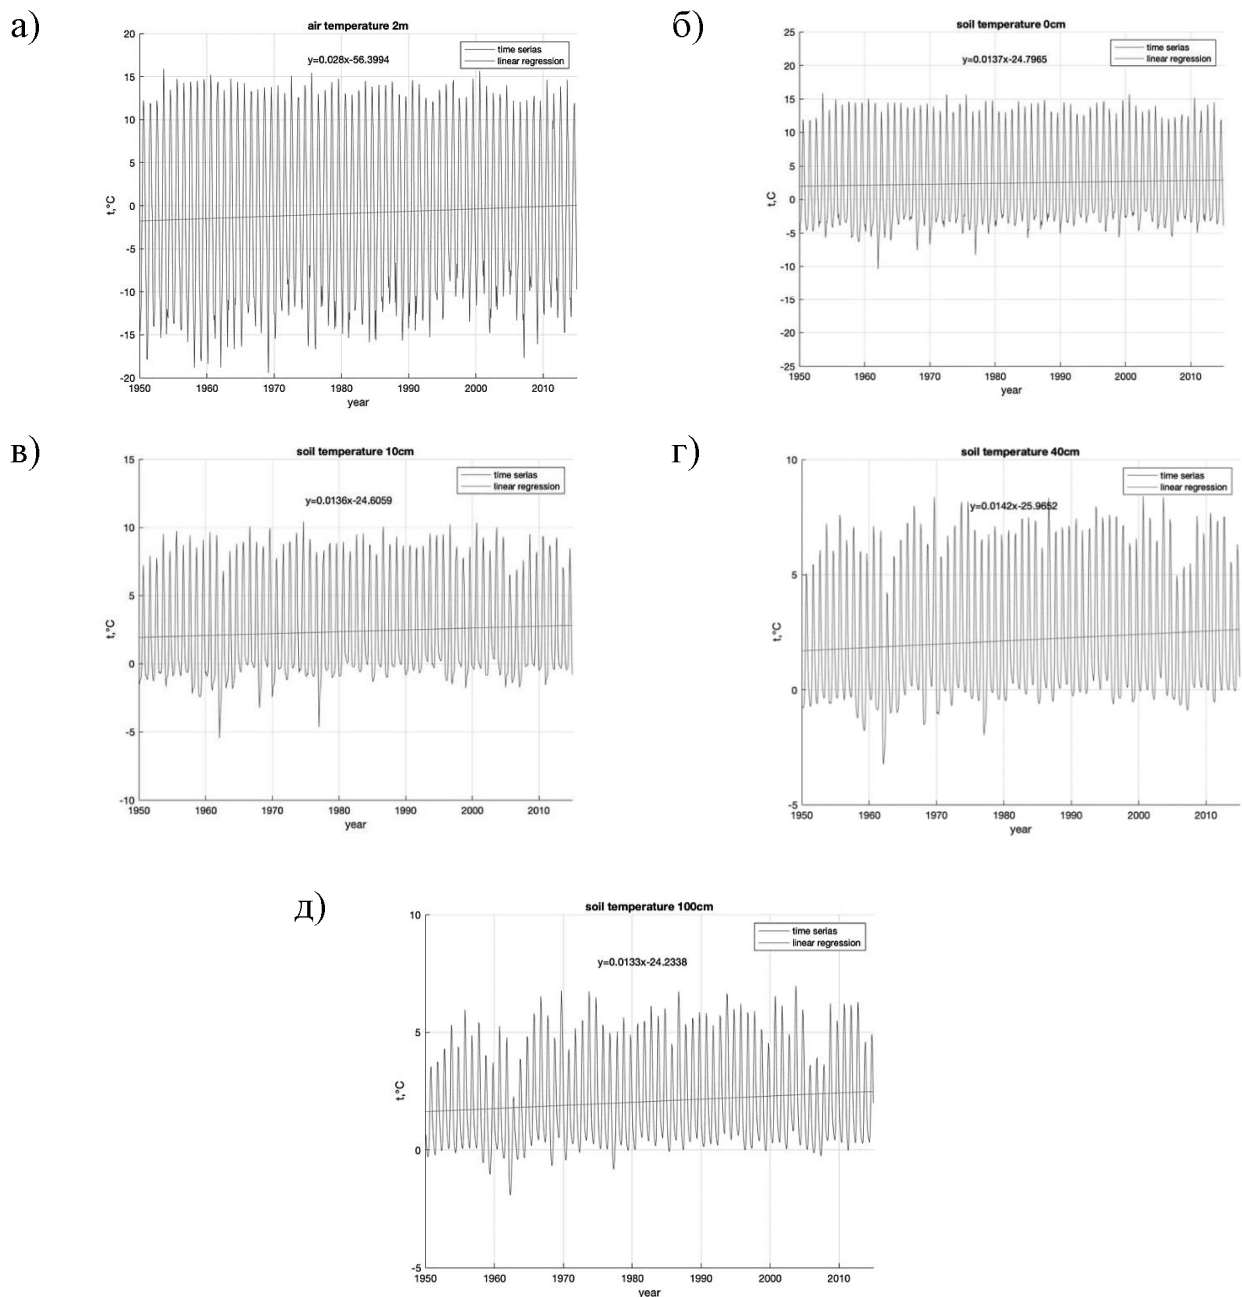 а)
air temperature 2m
y=0.028x-56.3994
time serias
linear regression
20
15
10
5
0
-5
-10
-15
-20
t,°C
1950 1960 1970 1980 1990 2000 2010
year
б)
soil temperature 0cm
y=0.0137x-24.7965
time serias
linear regression
25
20
15
10
5
0
-5
-10
-15
-20
-25
t,C
1950 1960 1970 1980 1990 2000 2010
year
в)
soil temperature 10cm
y=0.0136x-24.6059
time serias
linear regression
15
10
5
0
-5
-10
t,°C
1950 1960 1970 1980 1990 2000 2010
year
г)
soil temperature 40cm
y=0.0142x-25.9652
time serias
linear regression
10
5
0
-5
t,°C
1950 1960 1970 1980 1990 2000 2010
year
д)
soil temperature 100cm
y=0.0133x-24.2338
time serias
linear regression
10
5
0
-5
t,°C
1950 1960 1970 1980 1990 2000 2010
year